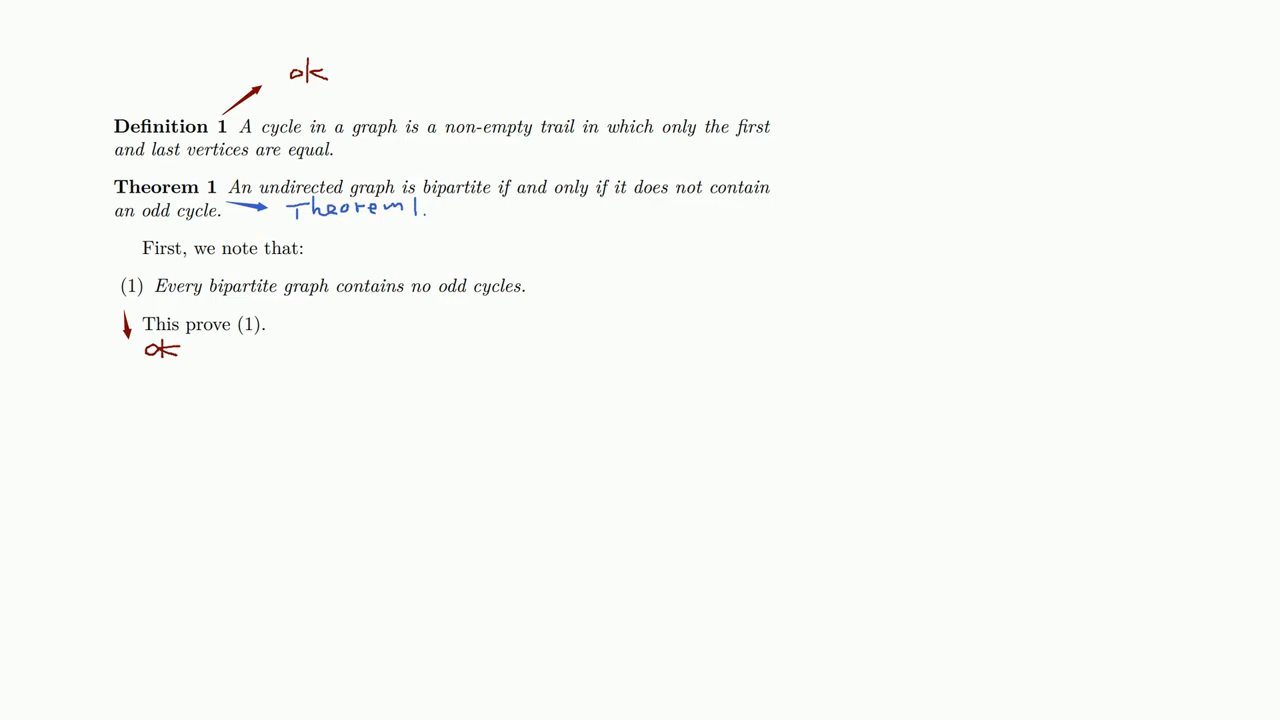 ok
Definition 1 A cycle in a graph is a non-empty trail in which only the first
and last vertices are equal.
Theorem 1 An undirected graph is bipartite if and only if it does not contain
an odd cycle.
Theorem 1.
First, we note that:
(1) Every bipartite graph contains no odd cycles.
This prove (1).
ok